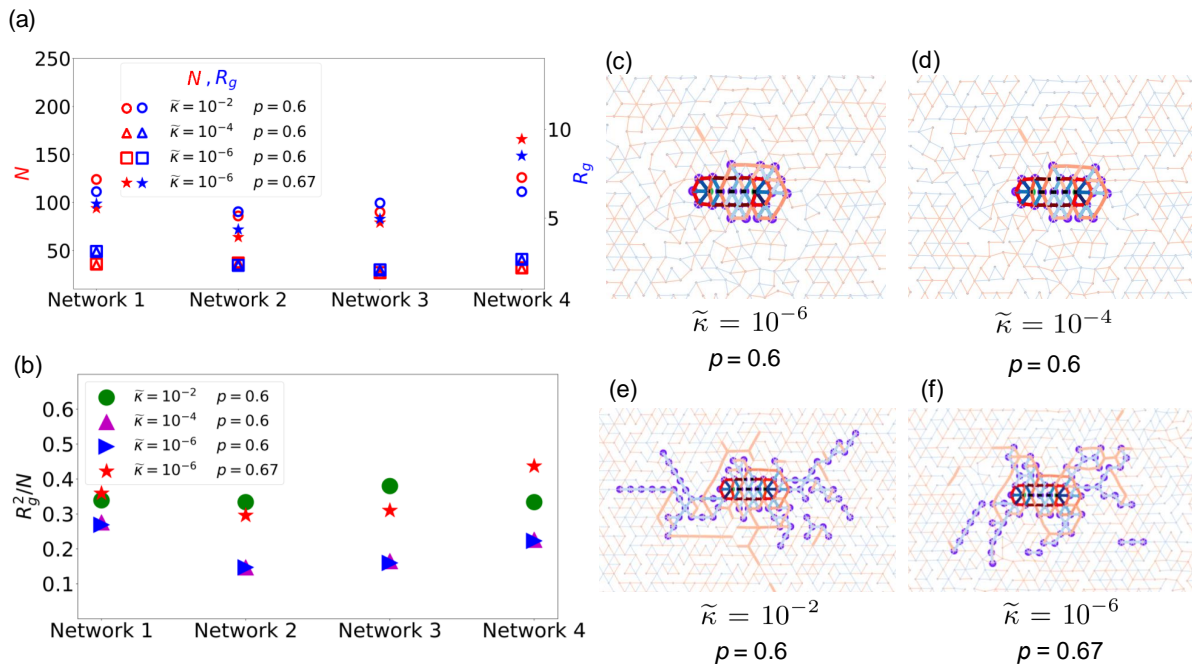 (a)
250
200
150
100
50
N
N , R_g
κ̃ = 10⁻² p = 0.6
κ̃ = 10⁻⁴ p = 0.6
κ̃ = 10⁻⁶ p = 0.6
κ̃ = 10⁻⁶ p = 0.67
10
5
R_g
Network 1 Network 2 Network 3 Network 4
(b)
0.6
0.5
0.4
0.3
0.2
0.1
R_g²/N
κ̃ = 10⁻² p = 0.6
κ̃ = 10⁻⁴ p = 0.6
κ̃ = 10⁻⁶ p = 0.6
κ̃ = 10⁻⁶ p = 0.67
Network 1 Network 2 Network 3 Network 4
(c)
κ̃ = 10⁻⁶
p = 0.6
(d)
κ̃ = 10⁻⁴
p = 0.6
(e)
κ̃ = 10⁻²
p = 0.6
(f)
κ̃ = 10⁻⁶
p = 0.67